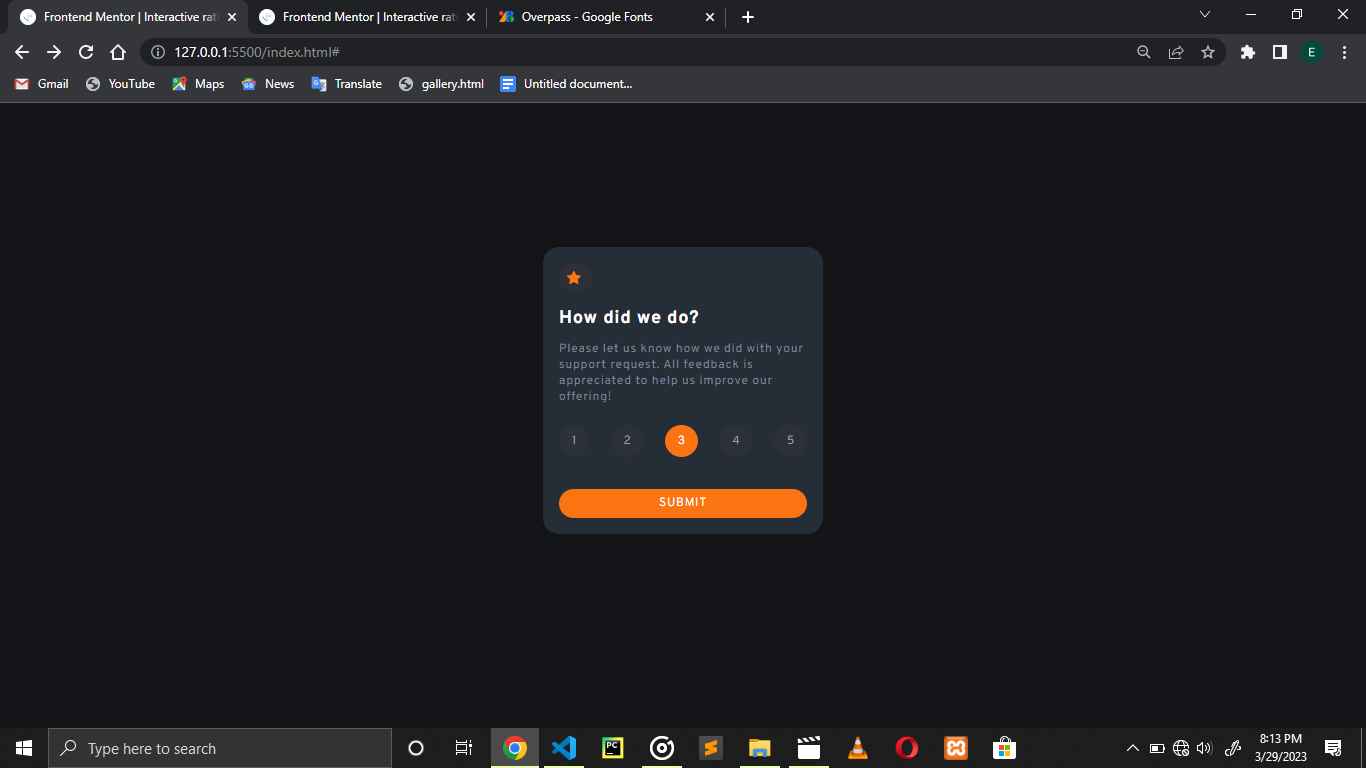 Frontend Mentor | Interactive rat
Frontend Mentor | Interactive rati
Overpass - Google Fonts
127.0.0.1:5500/index.html#
E
Gmail
YouTube
Maps
News
Translate
gallery.html
Untitled document...
How did we do?
Please let us know how we did with your
support request. All feedback is
appreciated to help us improve our
offering!
1 2 3 4 5
SUBMIT
Type here to search
PC
8:13 PM
3/29/2023